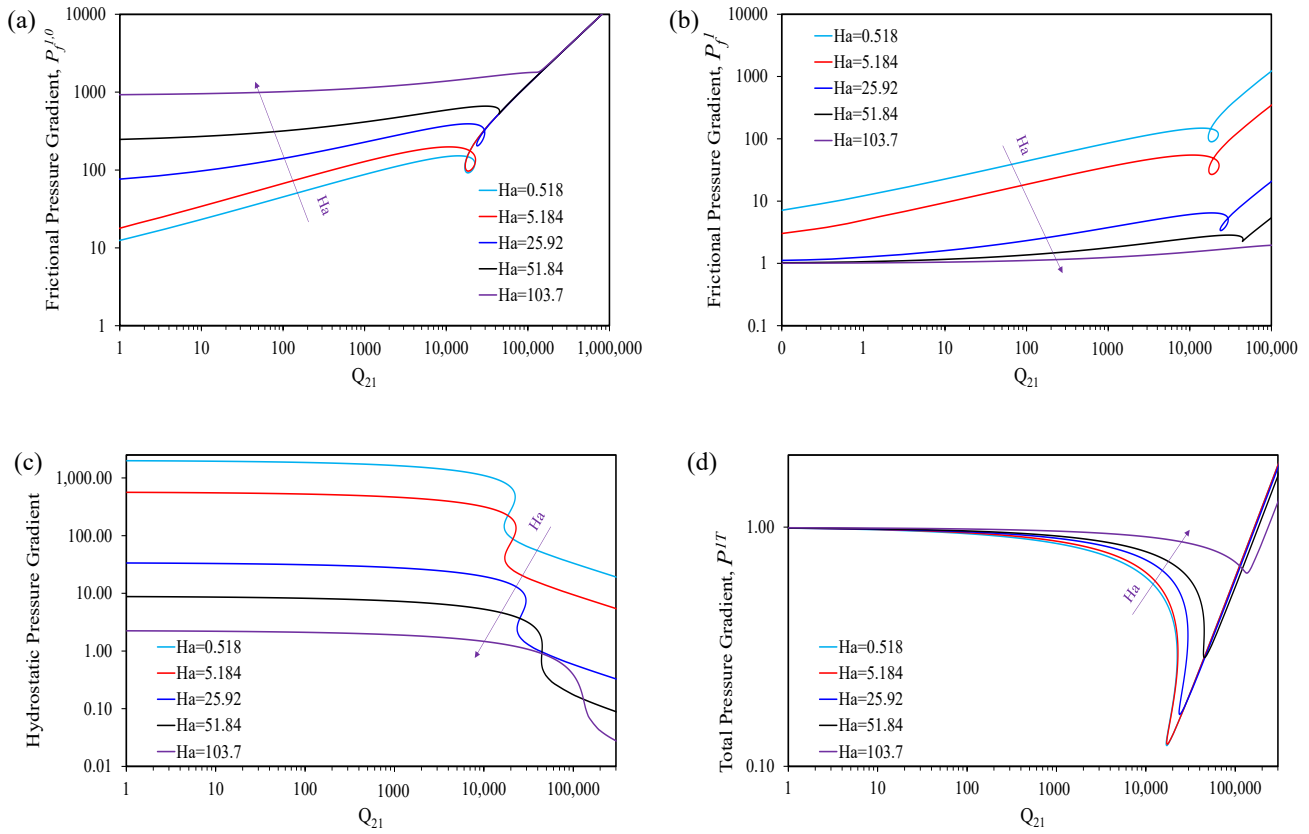 (a)
Frictional Pressure Gradient, P_f^{1,0}
10000
1000
100
10
1
1
10
100
1000
10,000
100,000
1,000,000
Q21
Ha
Ha=0.518
Ha=5.184
Ha=25.92
Ha=51.84
Ha=103.7
(b)
Frictional Pressure Gradient, P_f^1
10000
1000
100
10
1
0.1
0
1
10
100
1000
10,000
100,000
Q21
Ha=0.518
Ha=5.184
Ha=25.92
Ha=51.84
Ha=103.7
Ha
(c)
Hydrostatic Pressure Gradient
1,000.00
100.00
10.00
1.00
0.10
0.01
1
10
100
1000
10,000
100,000
Q21
Ha
Ha=0.518
Ha=5.184
Ha=25.92
Ha=51.84
Ha=103.7
(d)
Total Pressure Gradient, P^{1T}
1.00
0.10
1
10
100
1000
10,000
100,000
Q21
Ha
Ha=0.518
Ha=5.184
Ha=25.92
Ha=51.84
Ha=103.7